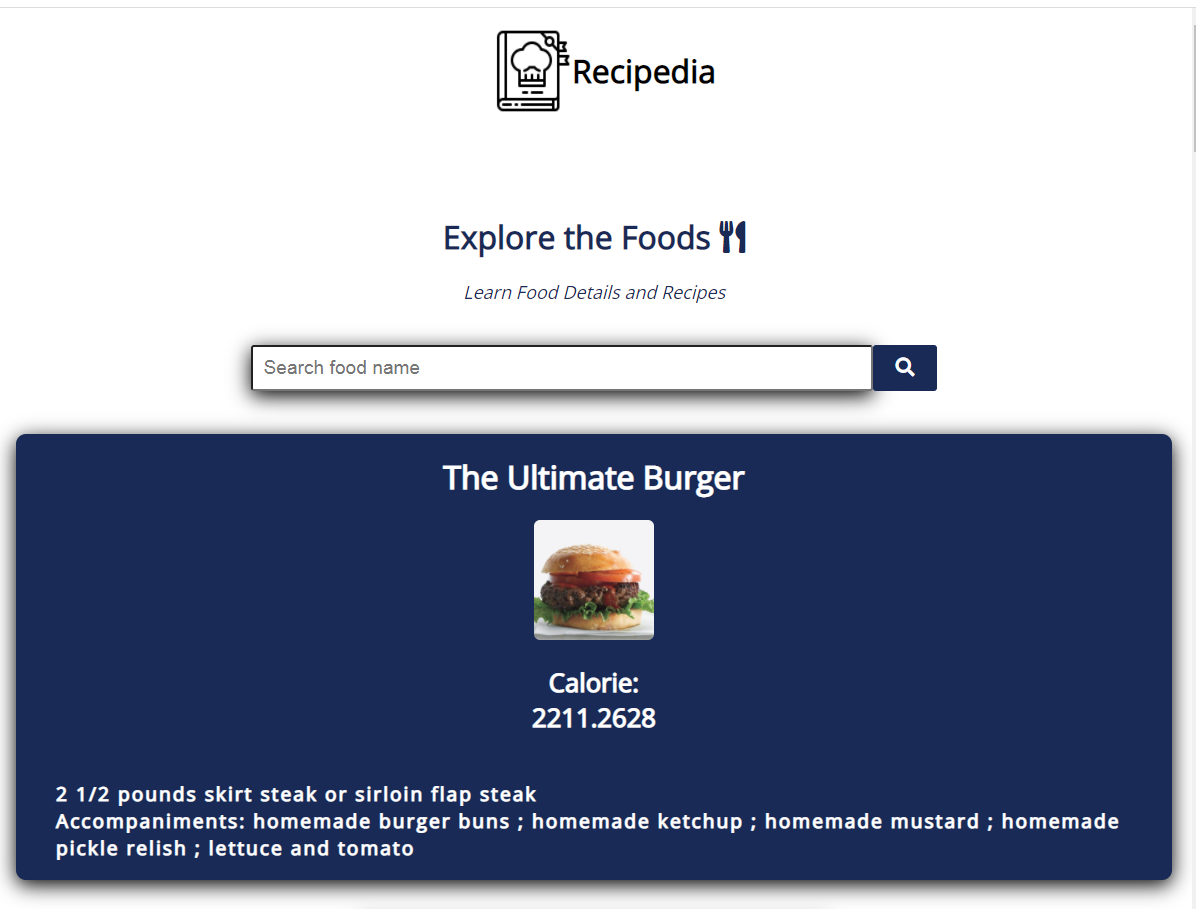 Recipedia
Explore the Foods
Learn Food Details and Recipes
Search food name
The Ultimate Burger
Calorie:
2211.2628
2 1/2 pounds skirt steak or sirloin flap steak
Accompaniments: homemade burger buns ; homemade ketchup ; homemade mustard ; homemade
pickle relish ; lettuce and tomato